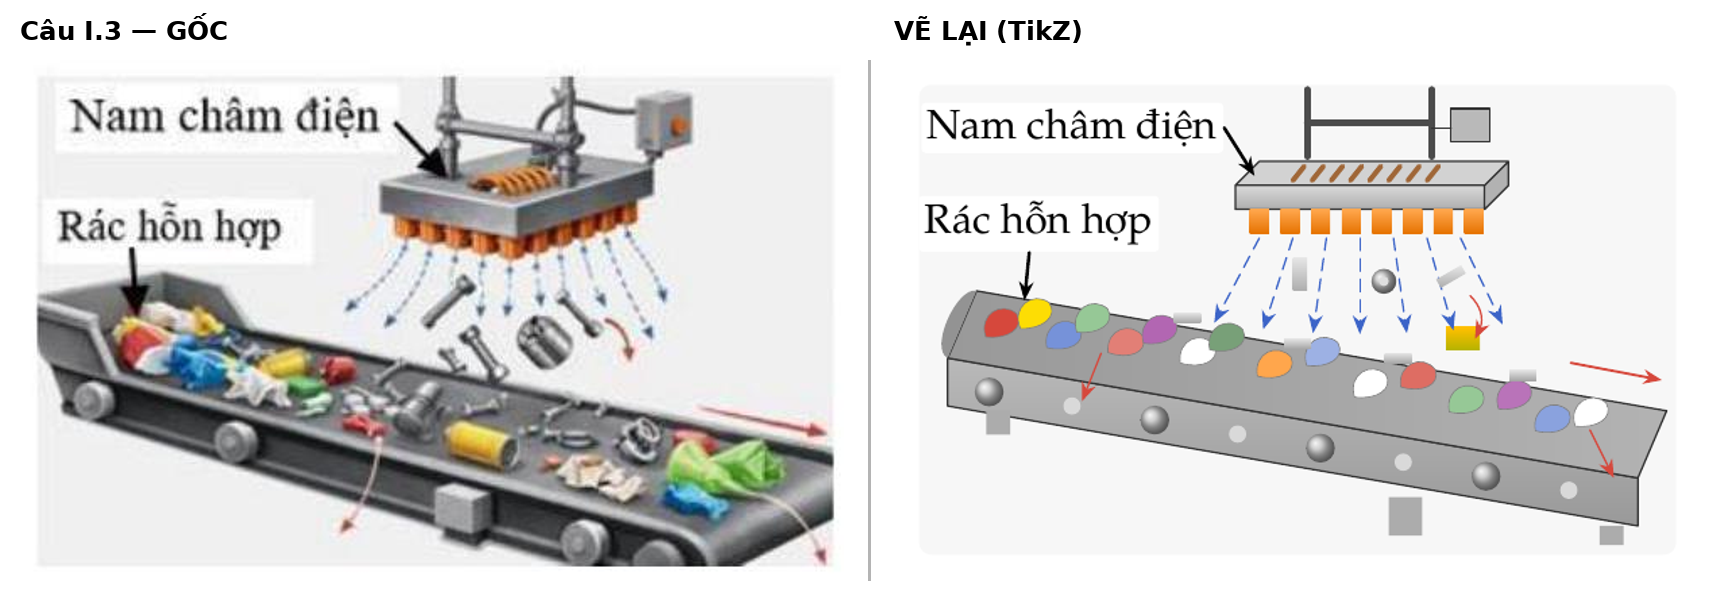 Câu I.3 — GỐC
Nam châm điện
Rác hỗn hợp
VẼ LẠI (TikZ)
Nam châm điện
Rác hỗn hợp